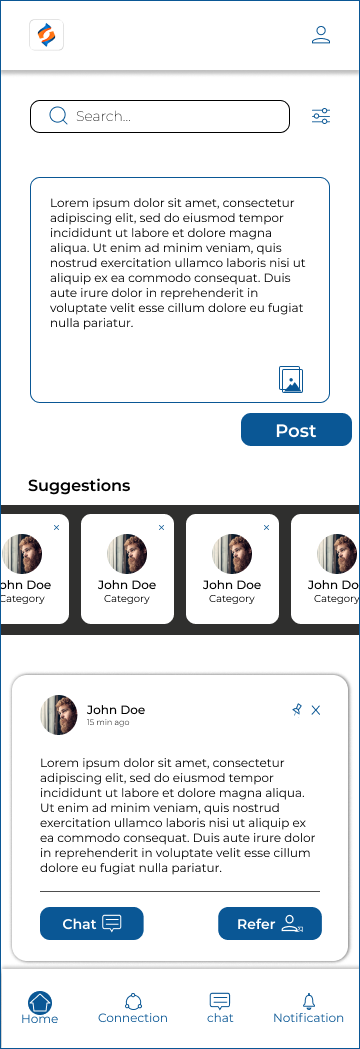 Search...
Lorem ipsum dolor sit amet, consectetur
adipiscing elit, sed do eiusmod tempor
incididunt ut labore et dolore magna
aliqua. Ut enim ad minim veniam, quis
nostrud exercitation ullamco laboris nisi ut
aliquip ex ea commodo consequat. Duis
aute irure dolor in reprehenderit in
voluptate velit esse cillum dolore eu fugiat
nulla pariatur.
Post
Suggestions
ohn Doe John Doe John Doe John Do
Category Category Category Category
John Doe
15 min ago
Lorem ipsum dolor sit amet, consectetur
adipiscing elit, sed do eiusmod tempor
incididunt ut labore et dolore magna aliqua.
Ut enim ad minim veniam, quis nostrud
exercitation ullamco laboris nisi ut aliquip ex
ea commodo consequat. Duis aute irure dolor
in reprehenderit in voluptate velit esse cillum
dolore eu fugiat nulla pariatur.
Chat Refer
Home Connection chat Notification